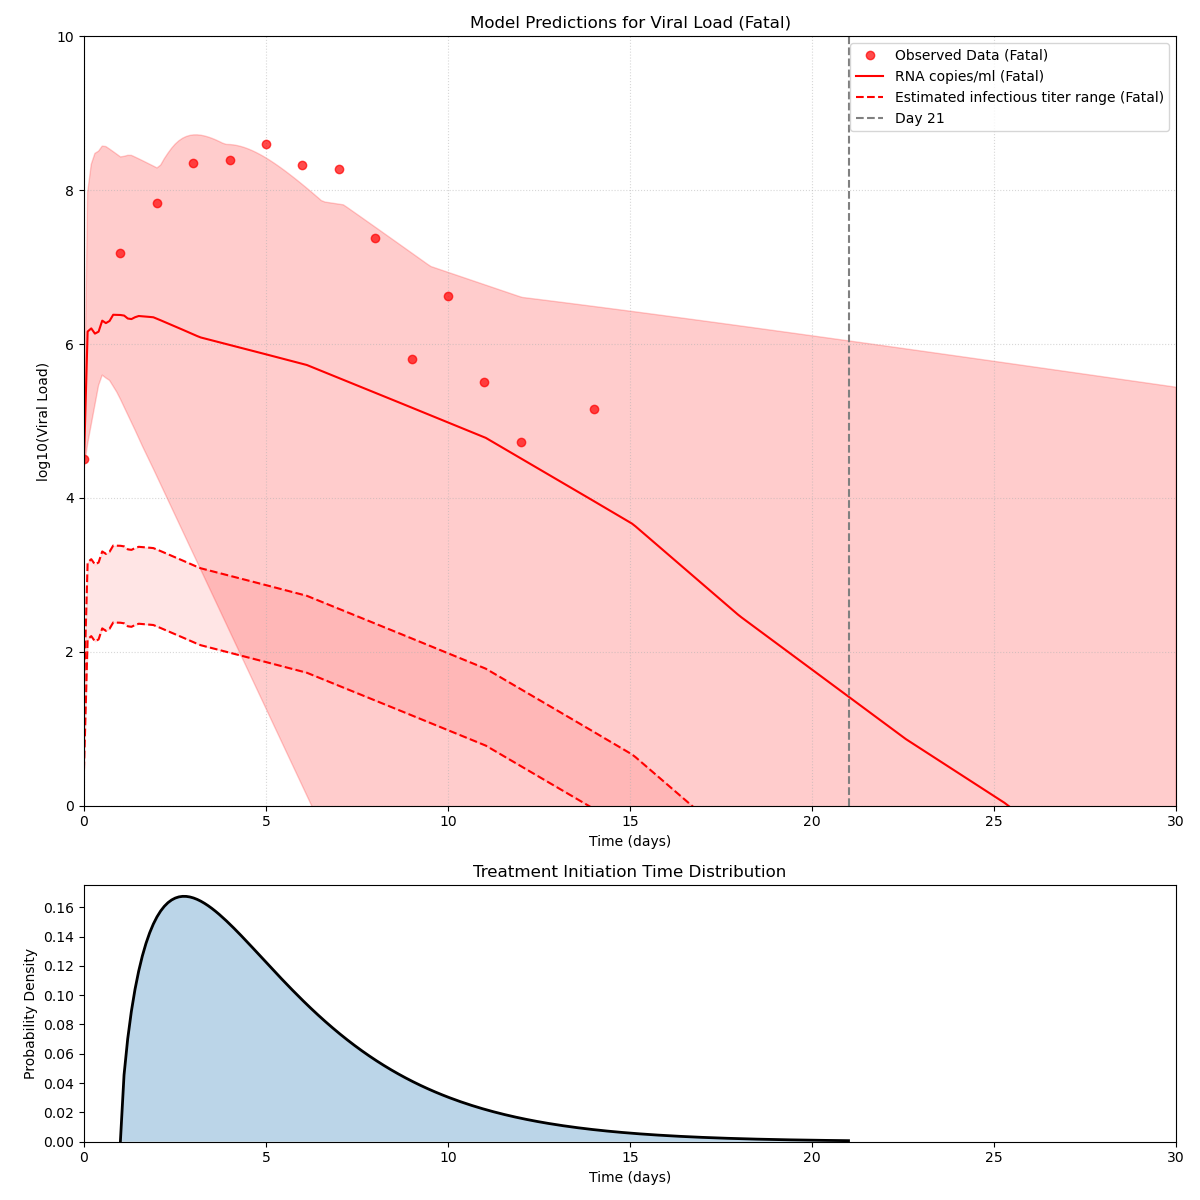 Model Predictions for Viral Load (Fatal)
10
8
6
4
2
0
log10(Viral Load)
Observed Data (Fatal)
RNA copies/ml (Fatal)
Estimated infectious titer range (Fatal)
Day 21
0 5 10 15 20 25 30
Time (days)
Treatment Initiation Time Distribution
0.16
0.14
0.12
0.10
0.08
0.06
0.04
0.02
0.00
Probability Density
0 5 10 15 20 25 30
Time (days)